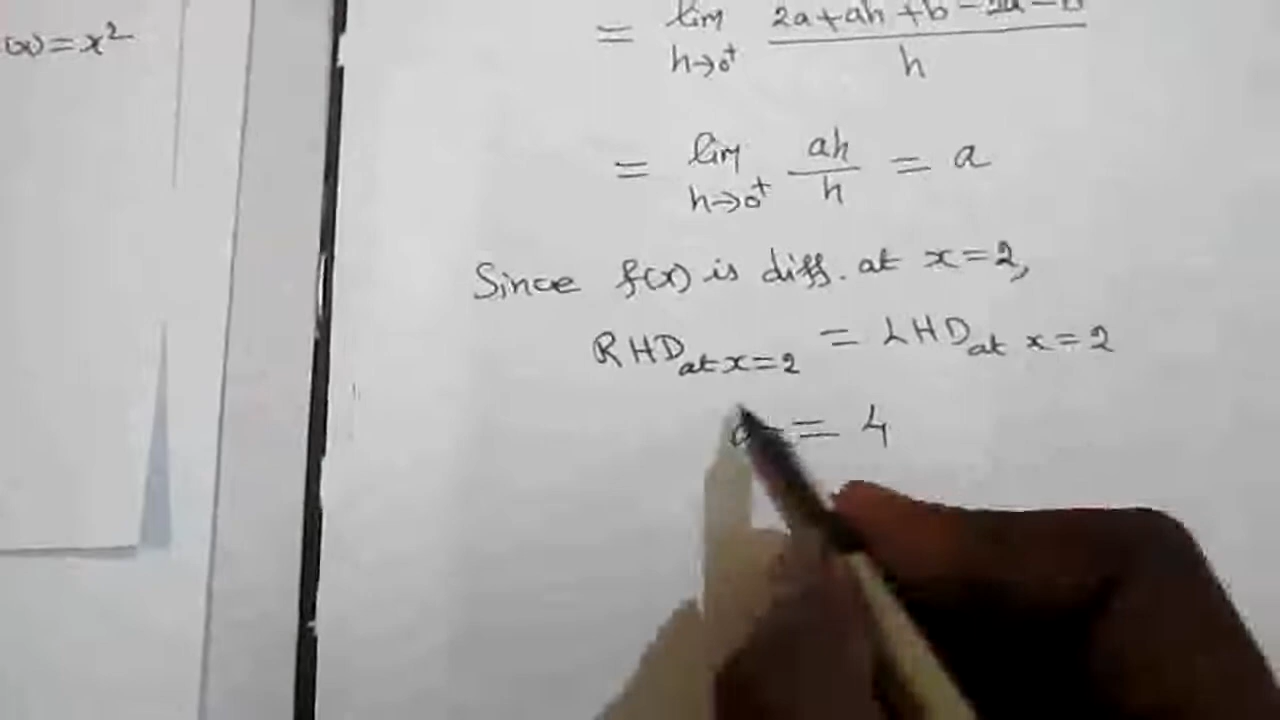 (x) = x²
= lim h→0⁺ (2a+ah+b-2a-b)/h
= lim h→0⁺ ah/h = a
Since f(x) is diff. at x=2,
RHD at x=2 = LHD at x=2
a = 4